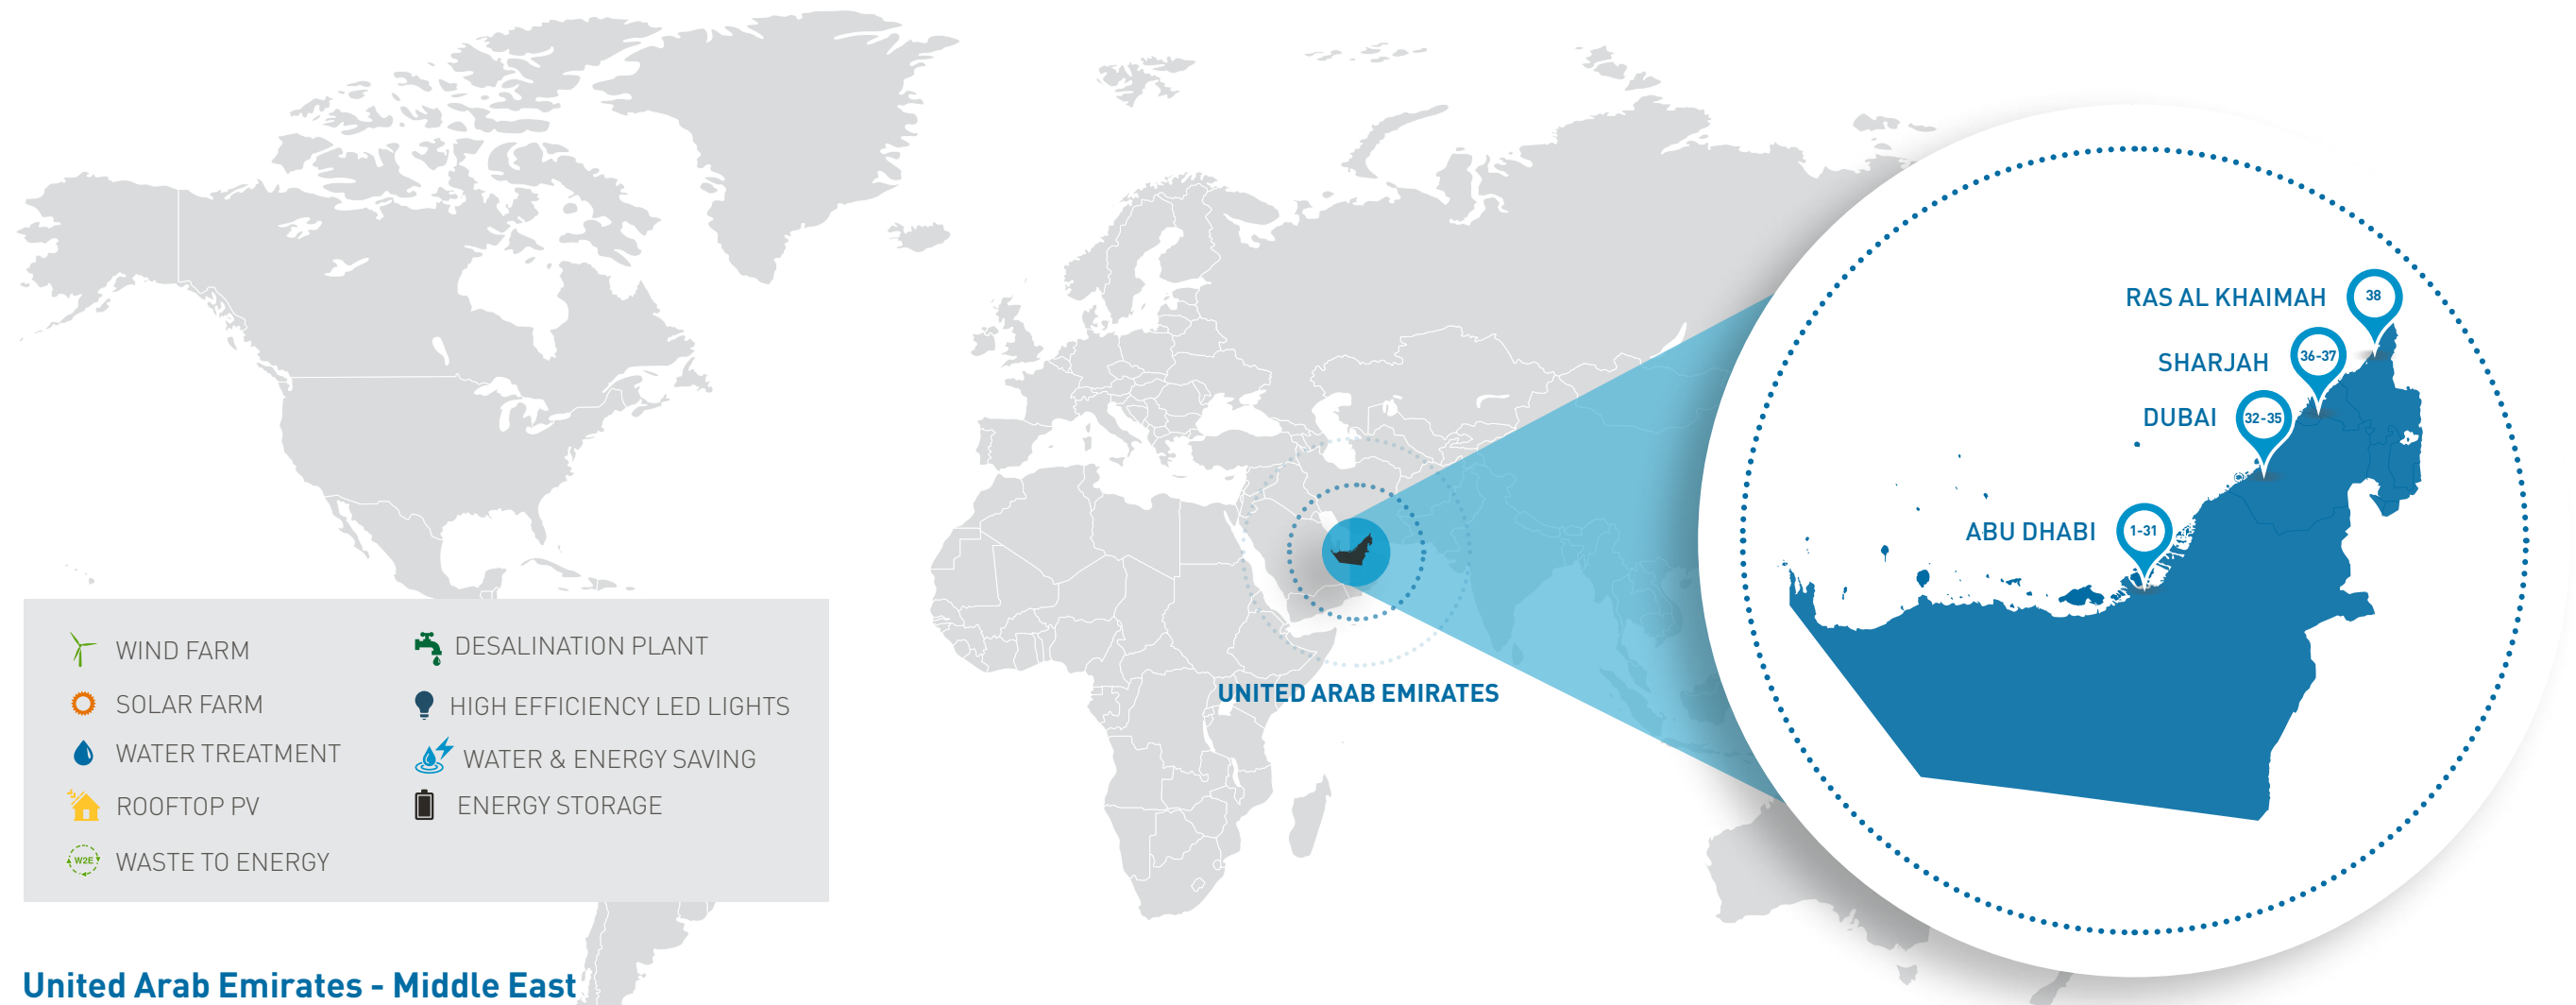 RAS AL KHAIMAH
38
SHARJAH
36-37
DUBAI
32-35
ABU DHABI
1-31
UNITED ARAB EMIRATES
WIND FARM
SOLAR FARM
WATER TREATMENT
ROOFTOP PV
W2E
WASTE TO ENERGY
DESALINATION PLANT
HIGH EFFICIENCY LED LIGHTS
WATER & ENERGY SAVING
ENERGY STORAGE
United Arab Emirates - Middle East